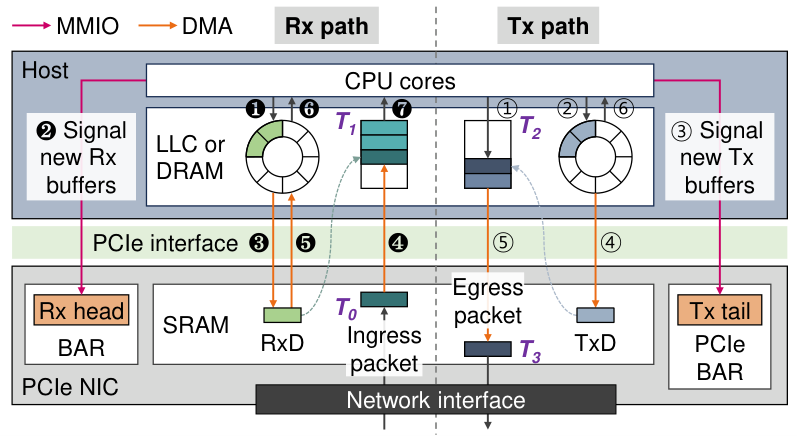 MMIO
DMA
Rx path
Tx path
Host
CPU cores
❶
❻
❼
①
②
⑥
T1
T2
❷ Signal
new Rx
buffers
LLC or
DRAM
③ Signal
new Tx
buffers
PCIe interface
❸
❺
❹
⑤
④
Rx head
BAR
SRAM
RxD
T0
Ingress
packet
Egress
packet
T3
TxD
Tx tail
PCIe
BAR
PCIe NIC
Network interface